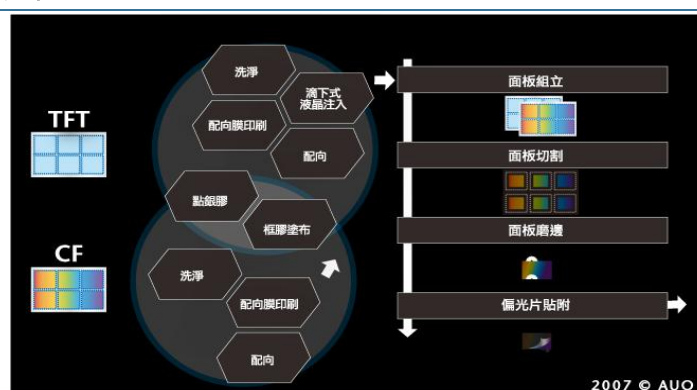 TFT
洗淨
滴下式
液晶注入
配向膜印刷
配向
點銀膠
框膠塗布
CF
洗淨
配向膜印刷
配向
面板組立
面板切割
面板磨邊
偏光片貼附
2007 © AUO